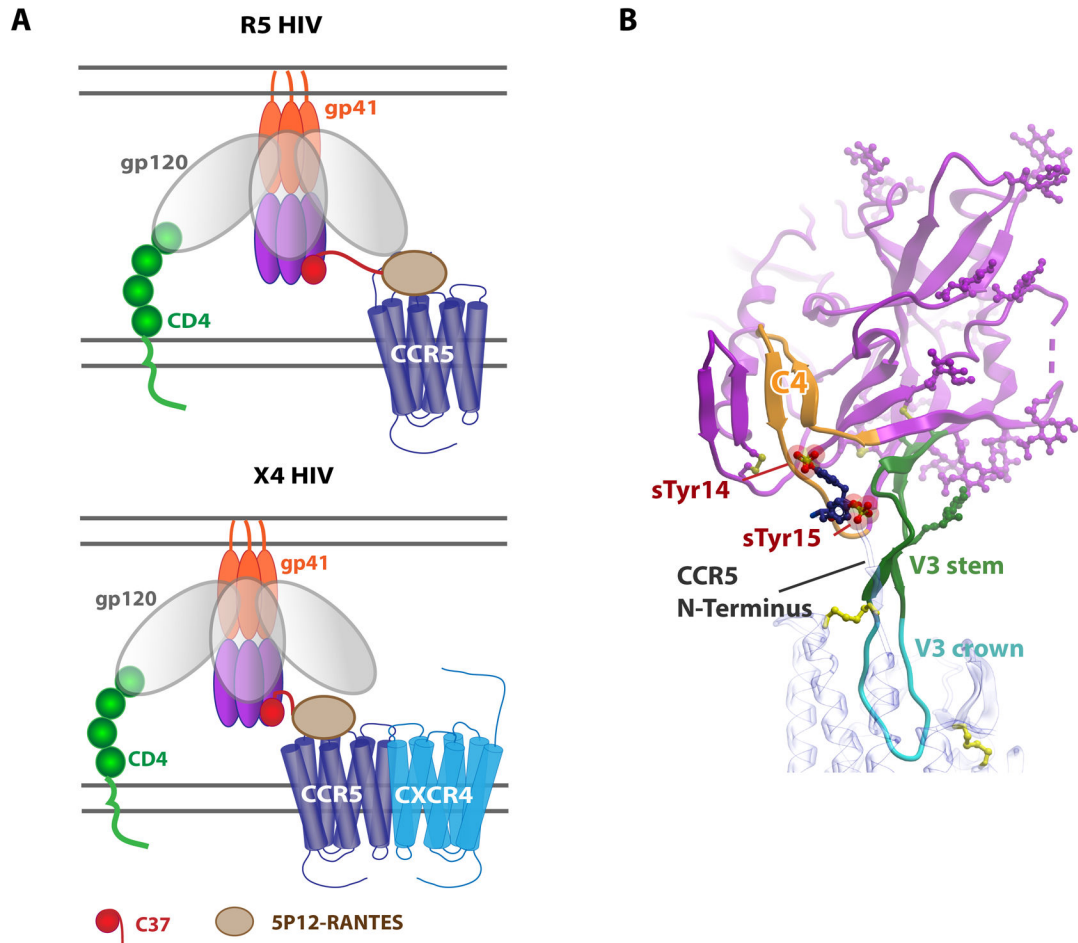 A
R5 HIV
gp41
gp120
CD4
CCR5
X4 HIV
gp41
gp120
CD4
CCR5
CXCR4
C37
5P12-RANTES
B
C4
sTyr14
sTyr15
CCR5
N-Terminus
V3 stem
V3 crown